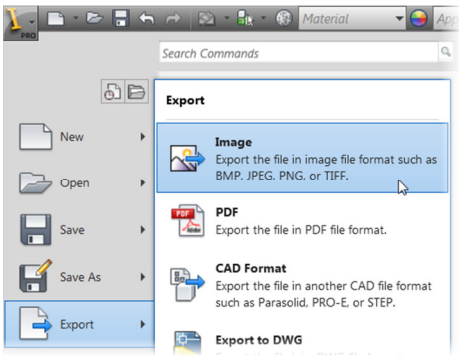 PRO
Material
App
Search Commands
Export
New
Open
Save
Save As
Export
Image
Export the file in image file format such as
BMP. JPEG. PNG. or TIFF.
PDF
PDF
Adobe
Export the file in PDF file format.
CAD Format
Export the file in another CAD file format
such as Parasolid, PRO-E, or STEP.
Export to DWG